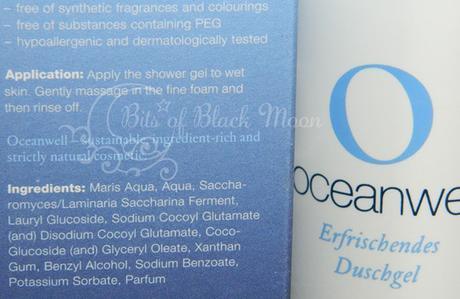 – free of synthetic fragrances and colourings
– free of substances containing PEG
– hypoallergenic and dermatologically tested
Application: Apply the shower gel to wet
skin. Gently massage in the fine foam and
then rinse off.
Oceanwell – sustainable, ingredient-rich and
strictly natural cosmetic
Ingredients: Maris Aqua, Aqua, Saccha-
romyces/Laminaria Saccharina Ferment,
Lauryl Glucoside, Sodium Cocoyl Glutamate
(and) Disodium Cocoyl Glutamate, Coco-
Glucoside (and) Glyceryl Oleate, Xanthan
Gum, Benzyl Alcohol, Sodium Benzoate,
Potassium Sorbate, Parfum
Bits of Black Moon
O
oceanwe
Erfrischendes
Duschgel